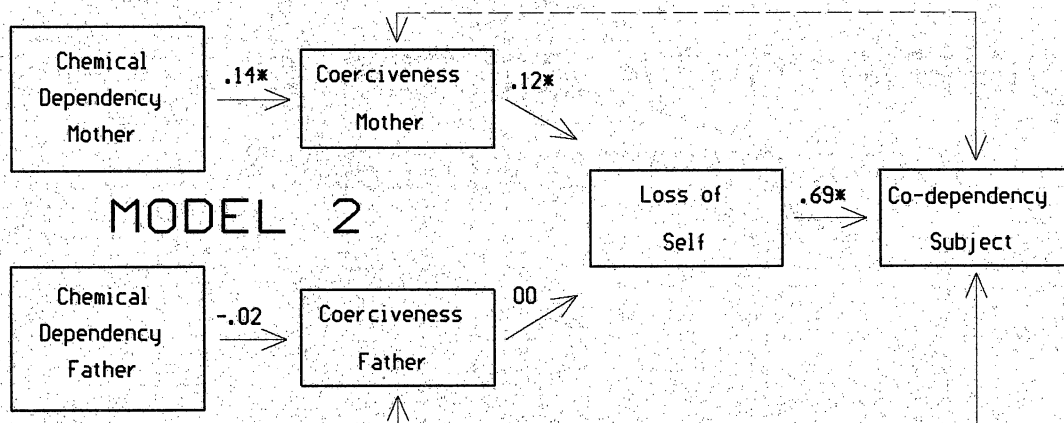 Chemical
Dependency
Mother
.14*
Coerciveness
Mother
.12*
MODEL 2
Loss of
Self
.69*
Co-dependency
Subject
Chemical
Dependency
Father
-.02
Coerciveness
Father
00